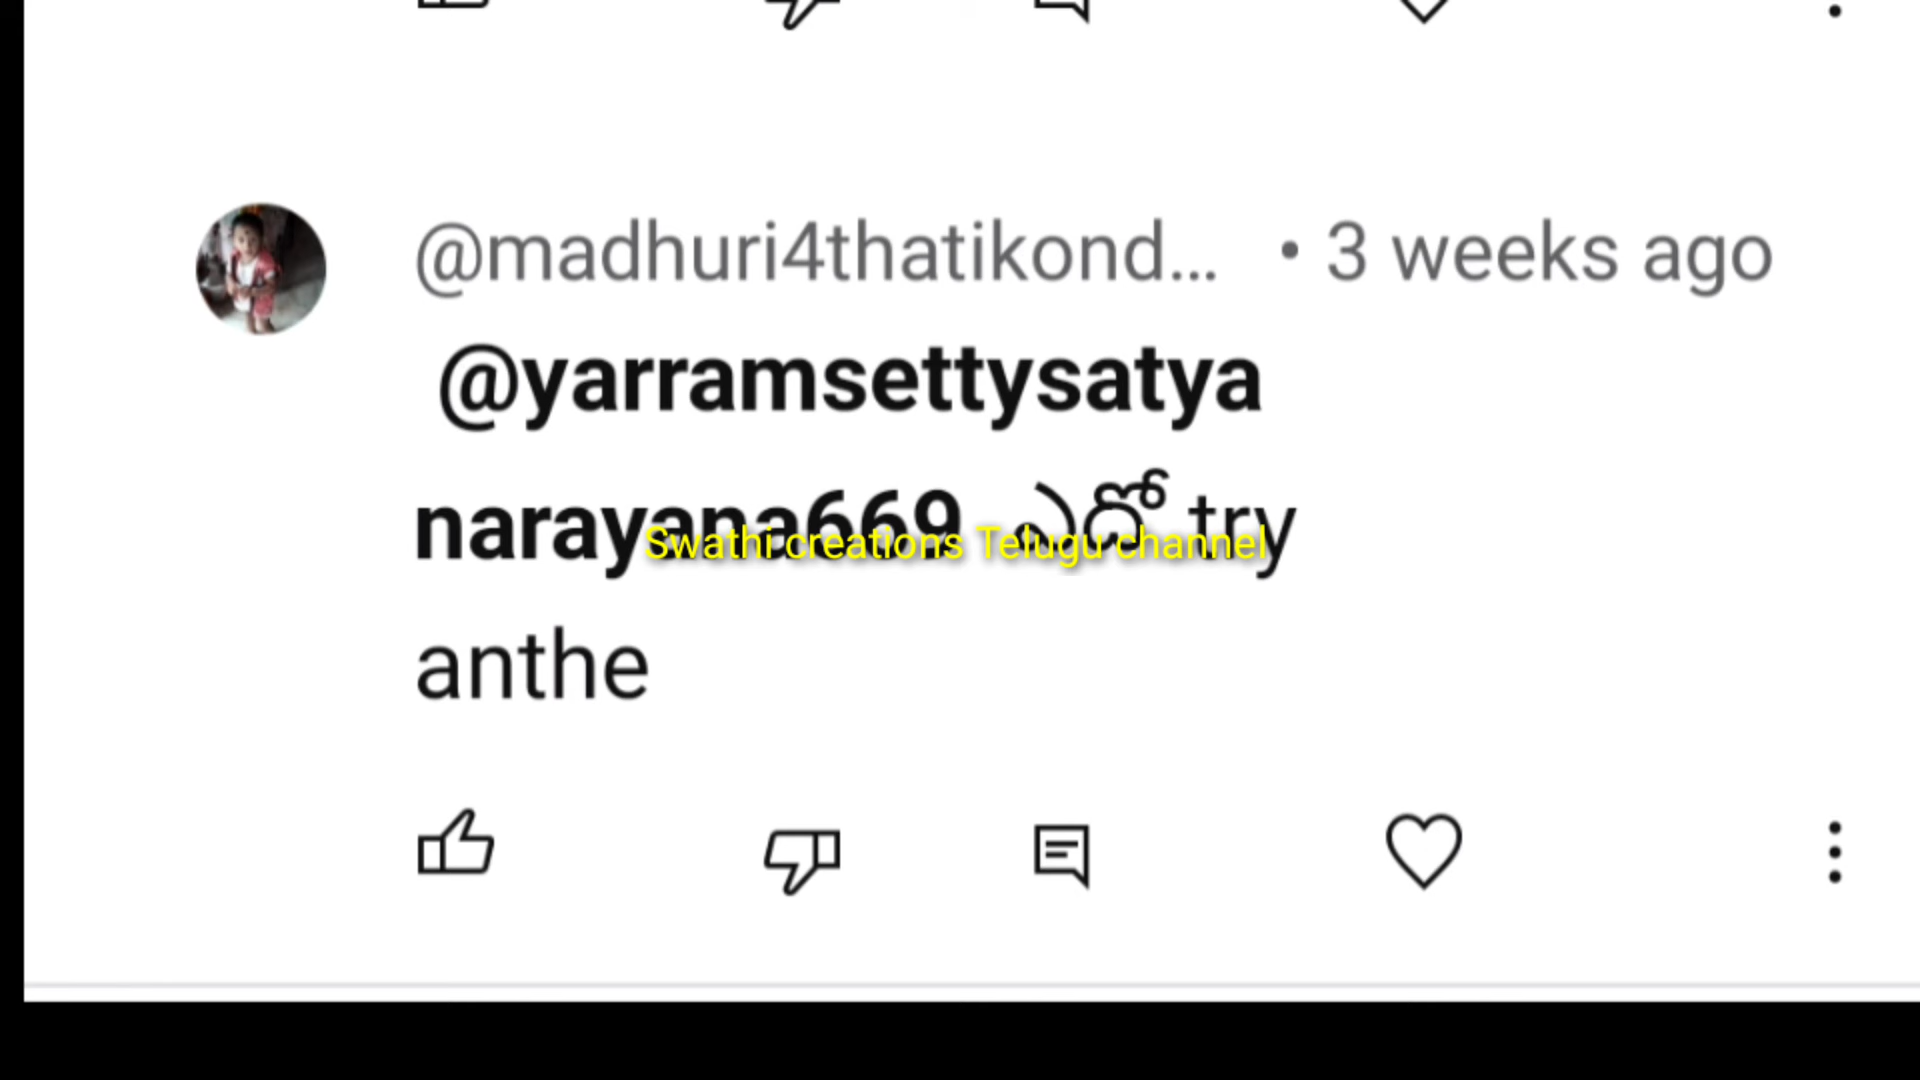 @madhuri4thatikond... • 3 weeks ago
@yarramsettysatya
narayana669 ఎదో try
Swathi creations Telugu channel
anthe